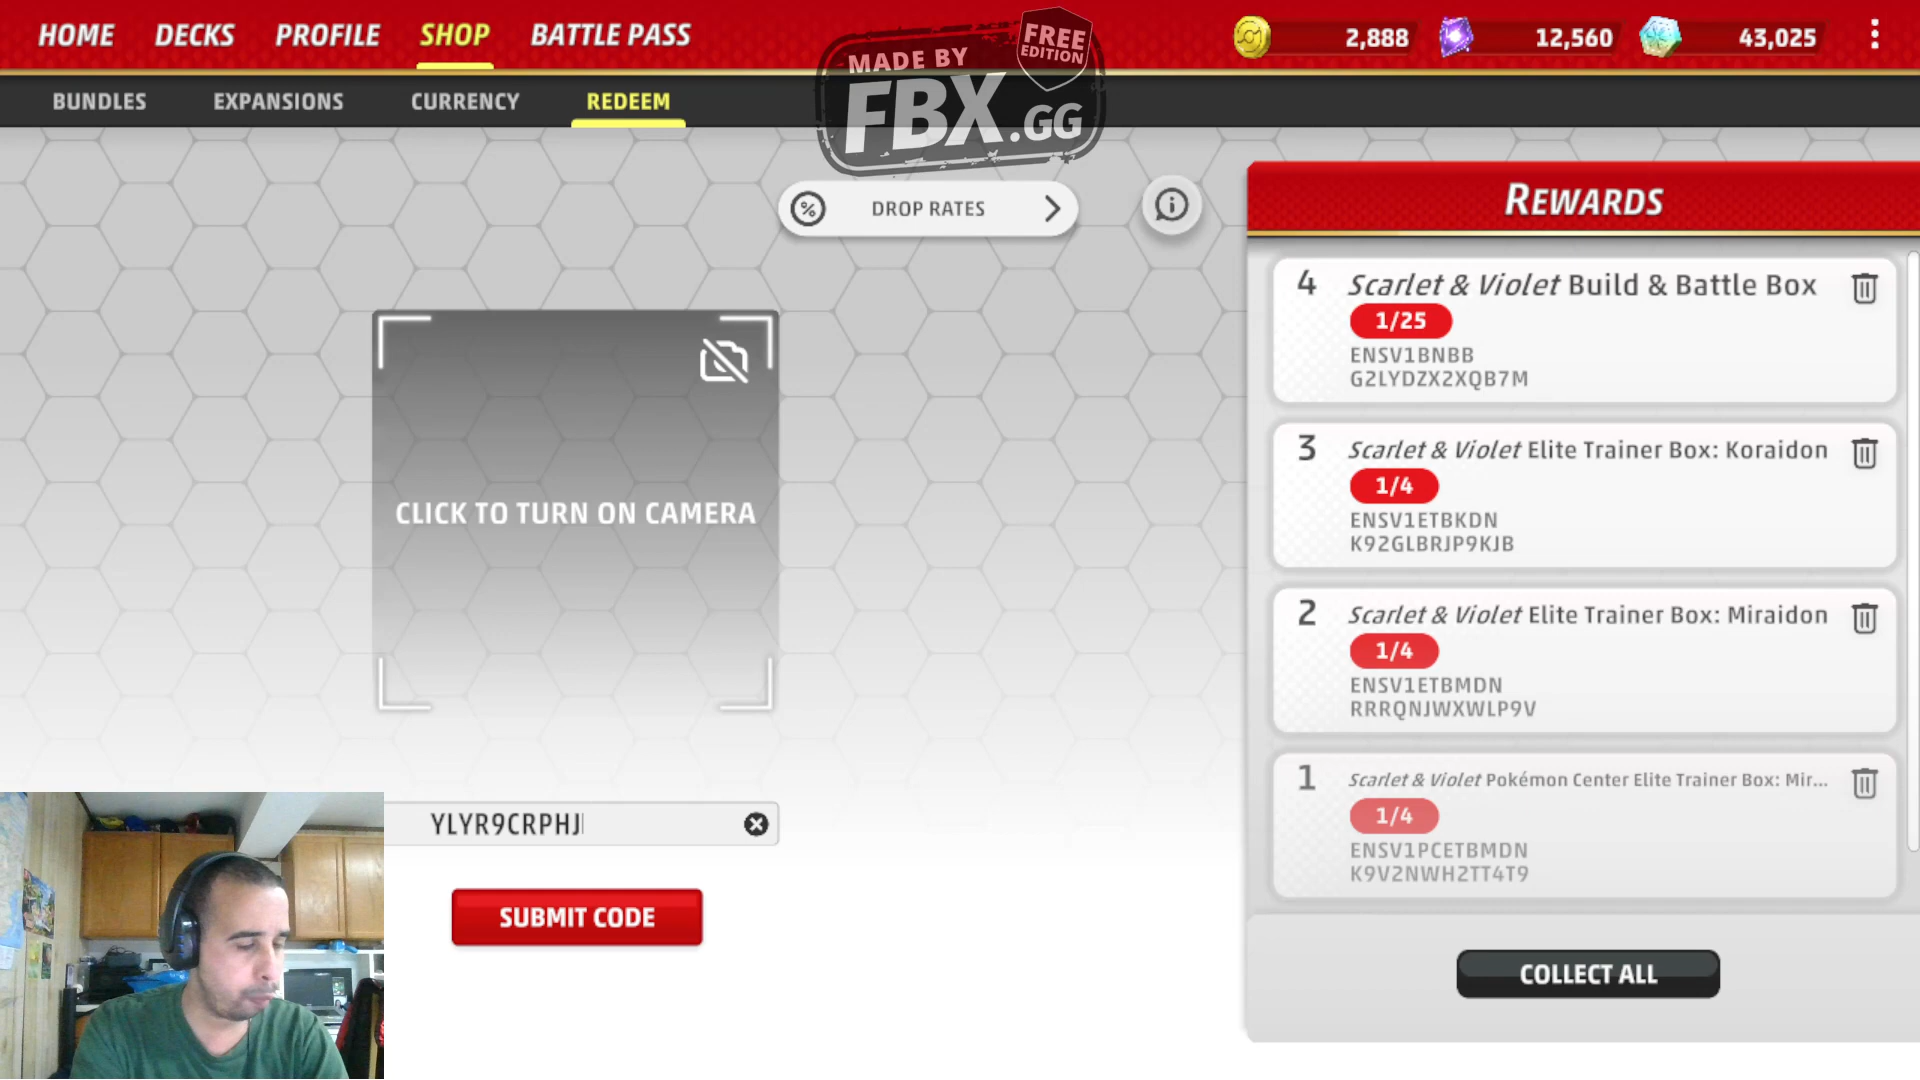 HOME DECKS PROFILE SHOP BATTLE PASS 2,888 12,560 43,025
MADE BY FBX.GG FREE EDITION
BUNDLES EXPANSIONS CURRENCY REDEEM
DROP RATES
REWARDS
4 Scarlet & Violet Build & Battle Box
1/25
ENSV1BNBB
G2LYDZX2XQB7M
3 Scarlet & Violet Elite Trainer Box: Koraidon
1/4
ENSV1ETBKDN
K92GLBRJP9KJB
2 Scarlet & Violet Elite Trainer Box: Miraidon
1/4
ENSV1ETBMDN
RRRQNJWXWLP9V
1 Scarlet & Violet Pokémon Center Elite Trainer Box: Mir...
1/4
ENSV1PCETBMDN
K9V2NWH2TT4T9
COLLECT ALL
CLICK TO TURN ON CAMERA
YLYR9CRPHJ
SUBMIT CODE